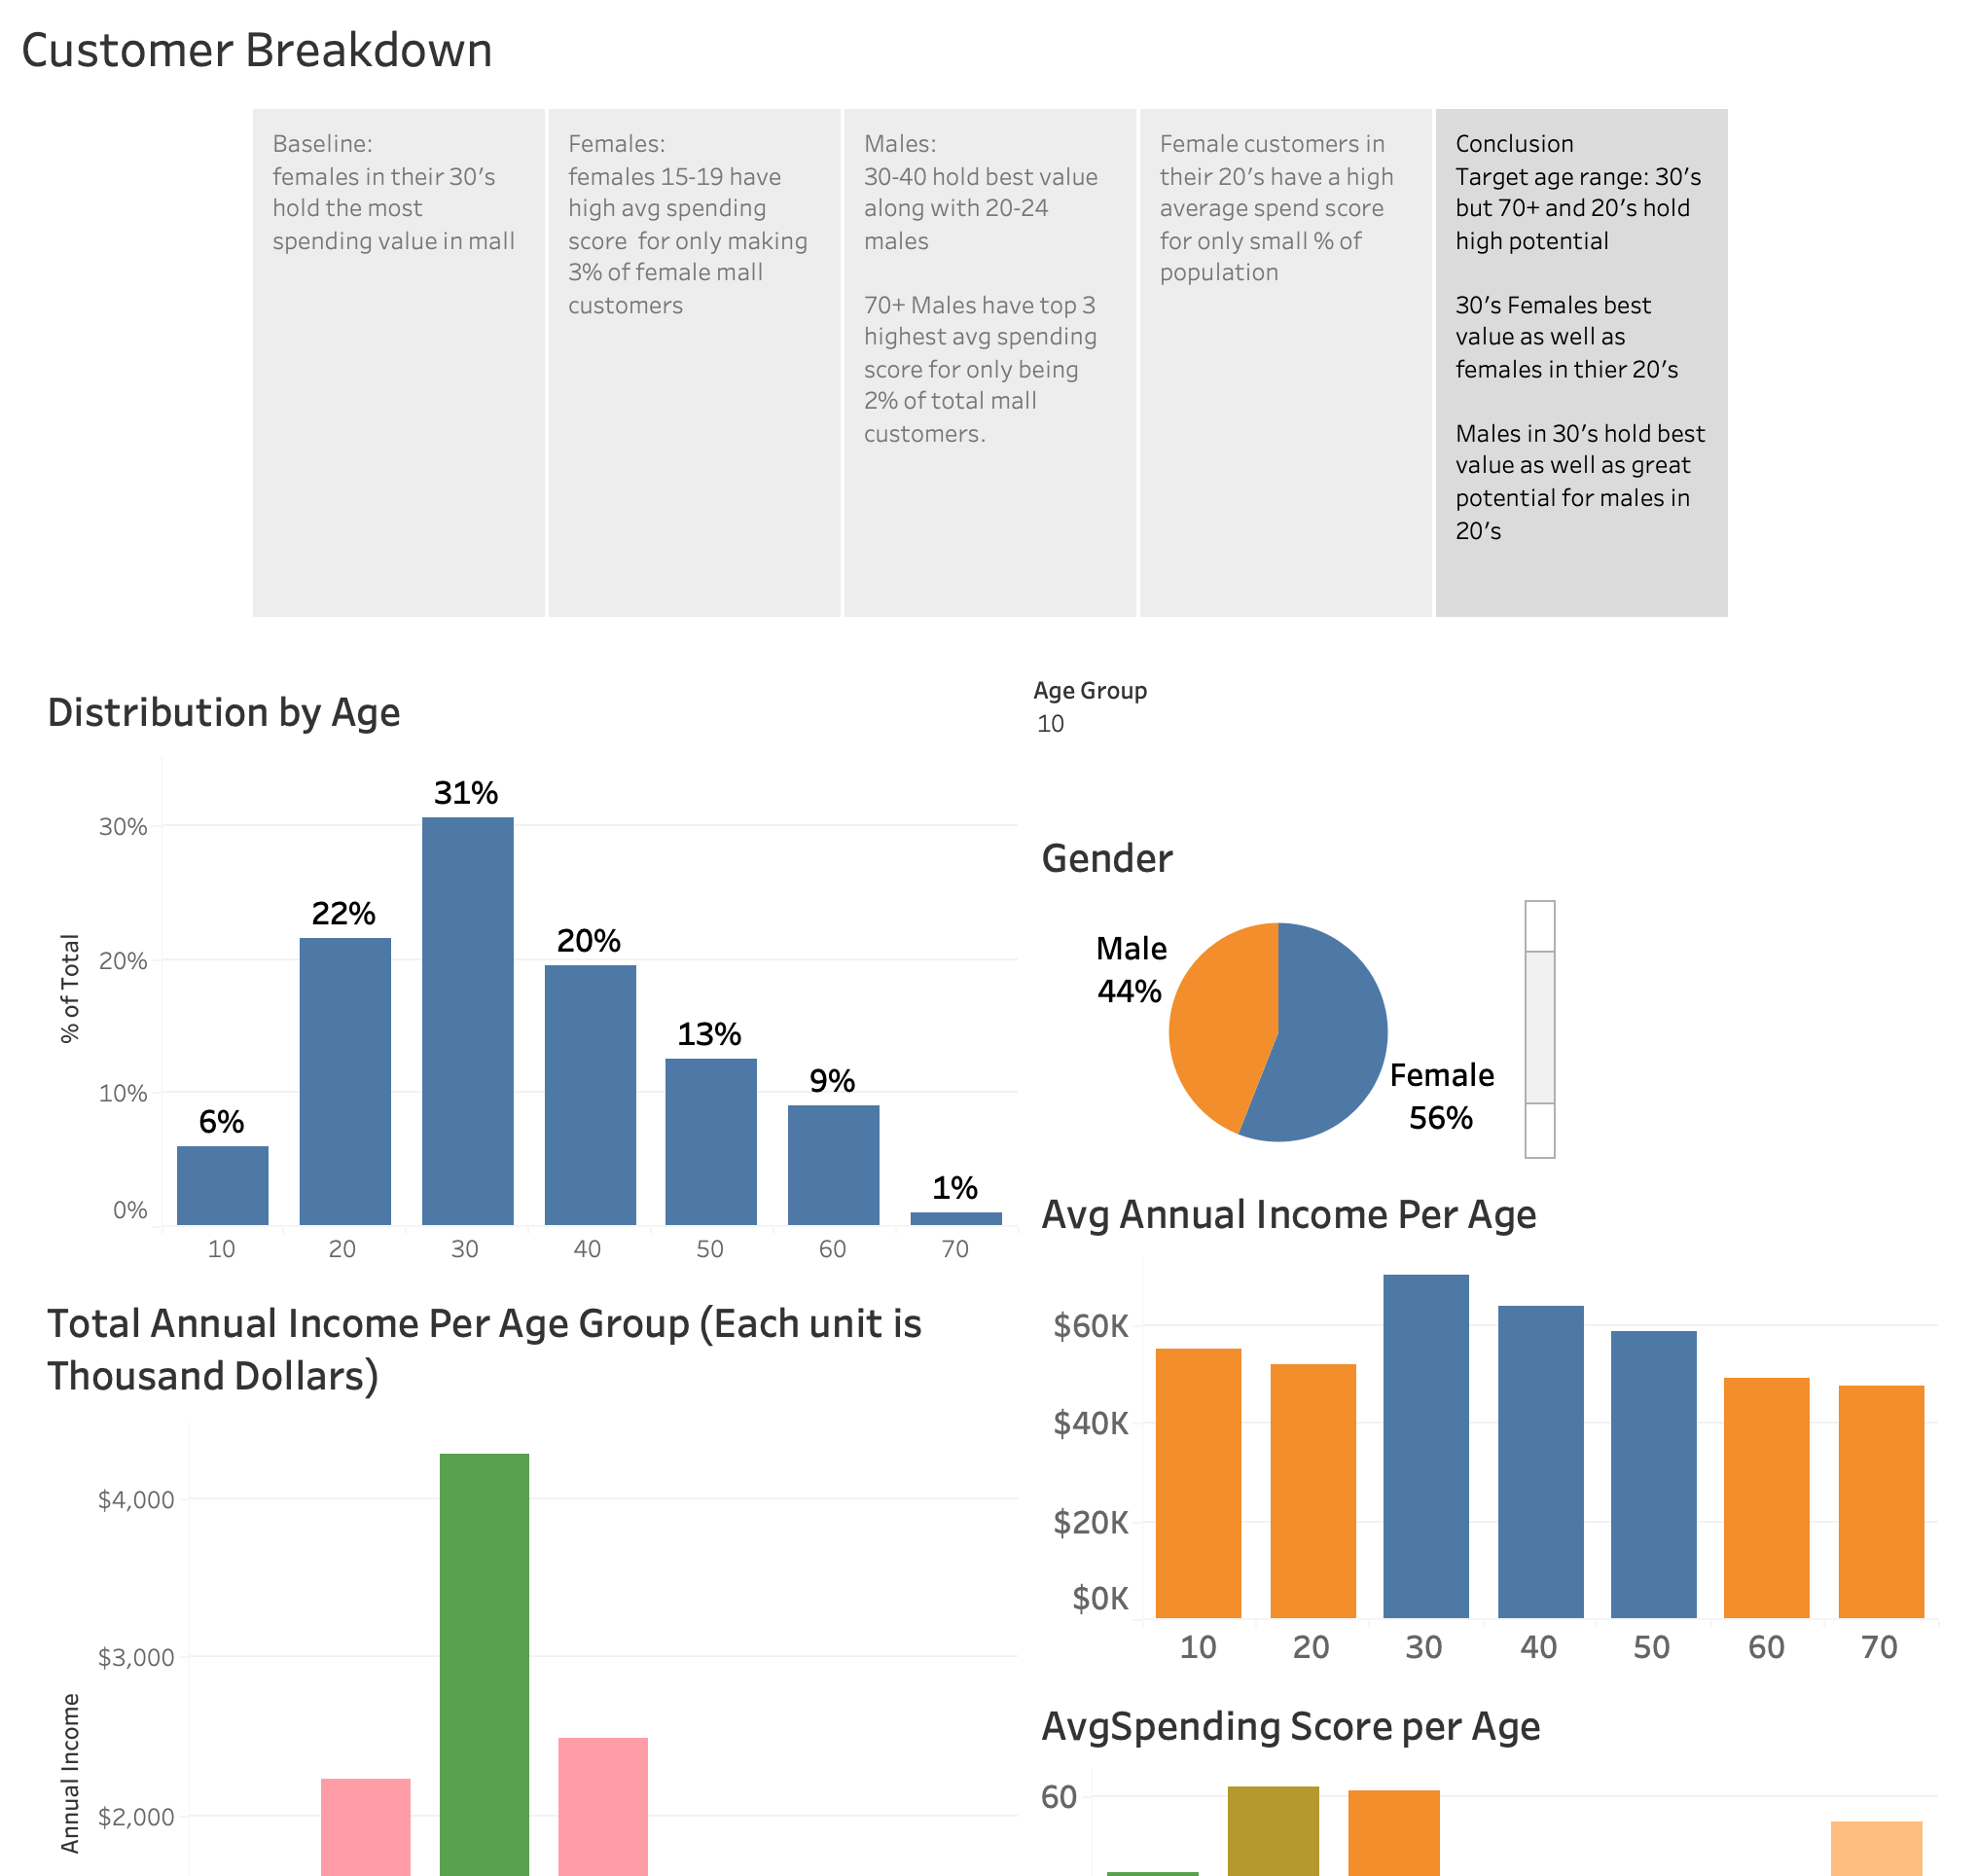 Customer Breakdown
Baseline:
females in their 30's
hold the most
spending value in mall
Females:
females 15-19 have
high avg spending
score  for only making
3% of female mall
customers
Males:
30-40 hold best value
along with 20-24
males
70+ Males have top 3
highest avg spending
score for only being
2% of total mall
customers.
Female customers in
their 20's have a high
average spend score
for only small % of
population
Conclusion
Target age range: 30's
but 70+ and 20's hold
high potential
30's Females best
value as well as
females in thier 20's
Males in 30's hold best
value as well as great
potential for males in
20's
Distribution by Age
% of Total
30%
20%
10%
0%
6%
22%
31%
20%
13%
9%
1%
10
20
30
40
50
60
70
Age Group
10
Gender
Male
44%
Female
56%
Avg Annual Income Per Age
$60K
$40K
$20K
$0K
10
20
30
40
50
60
70
Total Annual Income Per Age Group (Each unit is
Thousand Dollars)
Annual Income
$4,000
$3,000
$2,000
AvgSpending Score per Age
60